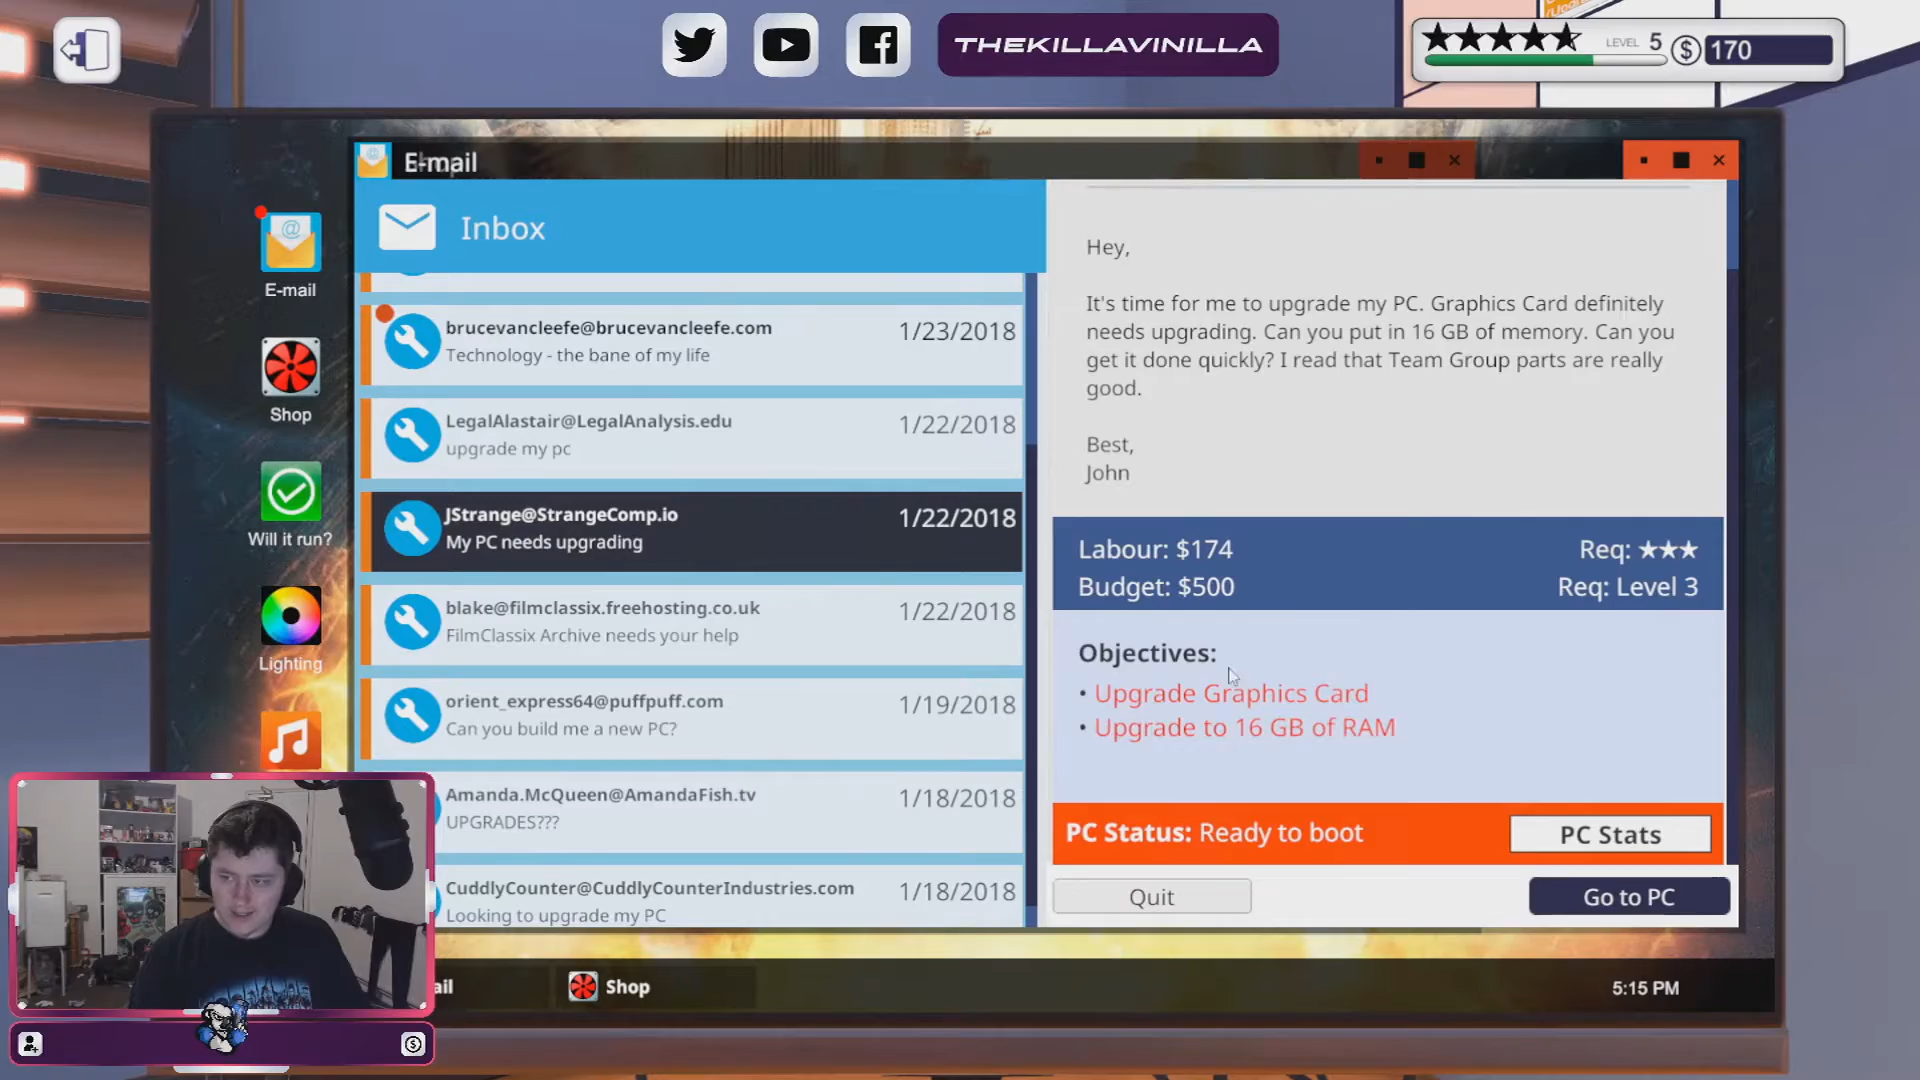 THEKILLAVINILLA
LEVEL 5
$ 170
E-mail
Inbox
E-mail
Shop
Will it run?
Lighting
brucevancleefe@brucevancleefe.com
1/23/2018
Technology - the bane of my life
LegalAlastair@LegalAnalysis.edu
1/22/2018
upgrade my pc
JStrange@StrangeComp.io
1/22/2018
My PC needs upgrading
blake@filmclassix.freehosting.co.uk
1/22/2018
FilmClassix Archive needs your help
orient_express64@puffpuff.com
1/19/2018
Can you build me a new PC?
Amanda.McQueen@AmandaFish.tv
1/18/2018
UPGRADES???
CuddlyCounter@CuddlyCounterIndustries.com
1/18/2018
Looking to upgrade my PC
Hey,
It's time for me to upgrade my PC. Graphics Card definitely
needs upgrading. Can you put in 16 GB of memory. Can you
get it done quickly? I read that Team Group parts are really
good.
Best,
John
Labour: $174
Req: ★★★
Budget: $500
Req: Level 3
Objectives:
• Upgrade Graphics Card
• Upgrade to 16 GB of RAM
PC Status: Ready to boot
PC Stats
Quit
Go to PC
ail
Shop
5:15 PM